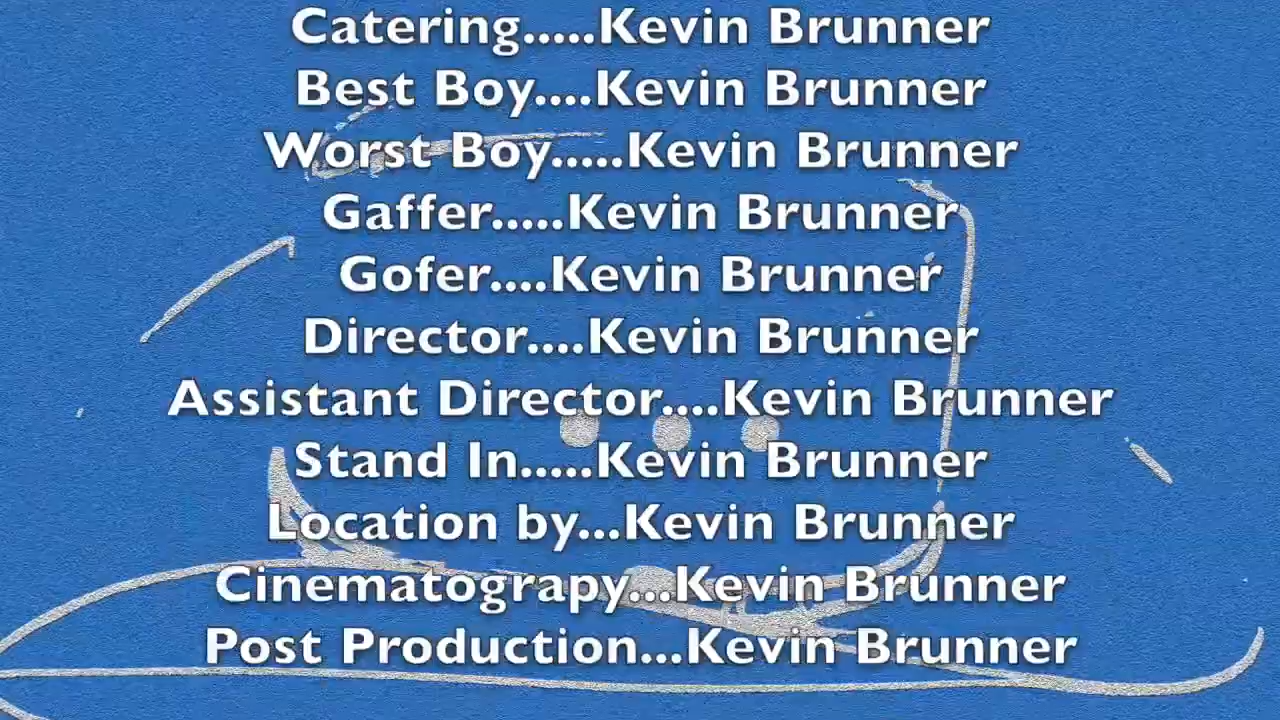 Catering.....Kevin Brunner
Best Boy....Kevin Brunner
Worst Boy.....Kevin Brunner
Gaffer.....Kevin Brunner
Gofer....Kevin Brunner
Director....Kevin Brunner
Assistant Director....Kevin Brunner
Stand In.....Kevin Brunner
Location by...Kevin Brunner
Cinematograpy...Kevin Brunner
Post Production...Kevin Brunner